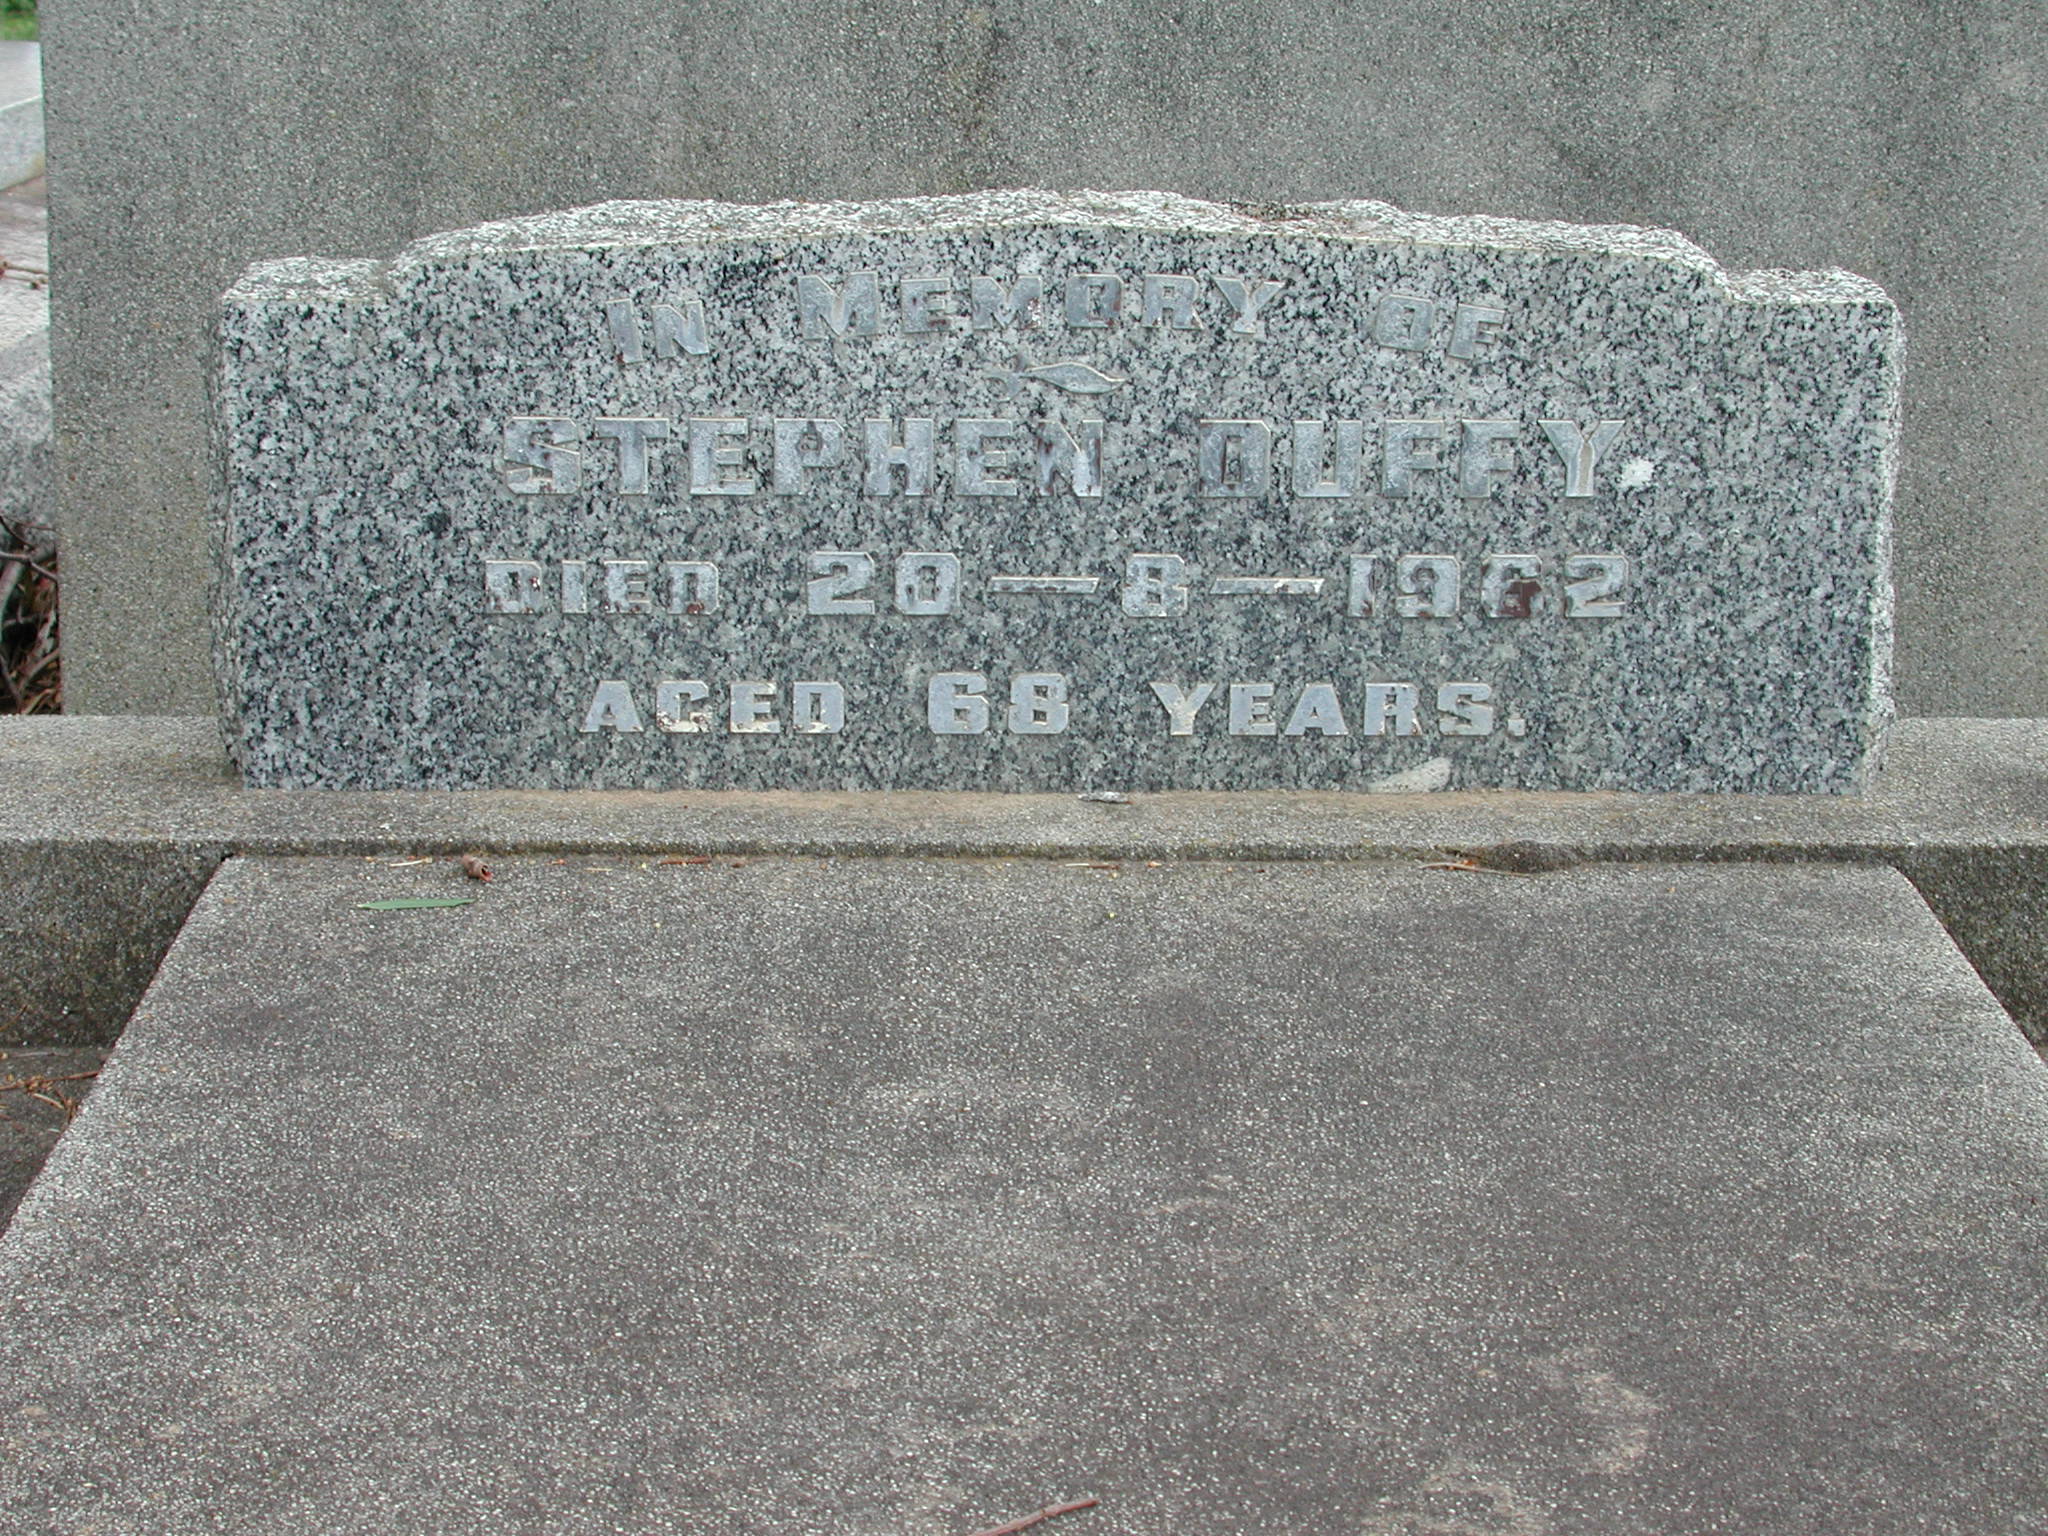 IN MEMORY OF
STEPHEN DUFFY
DIED 20—8—1962
AGED 68 YEARS.